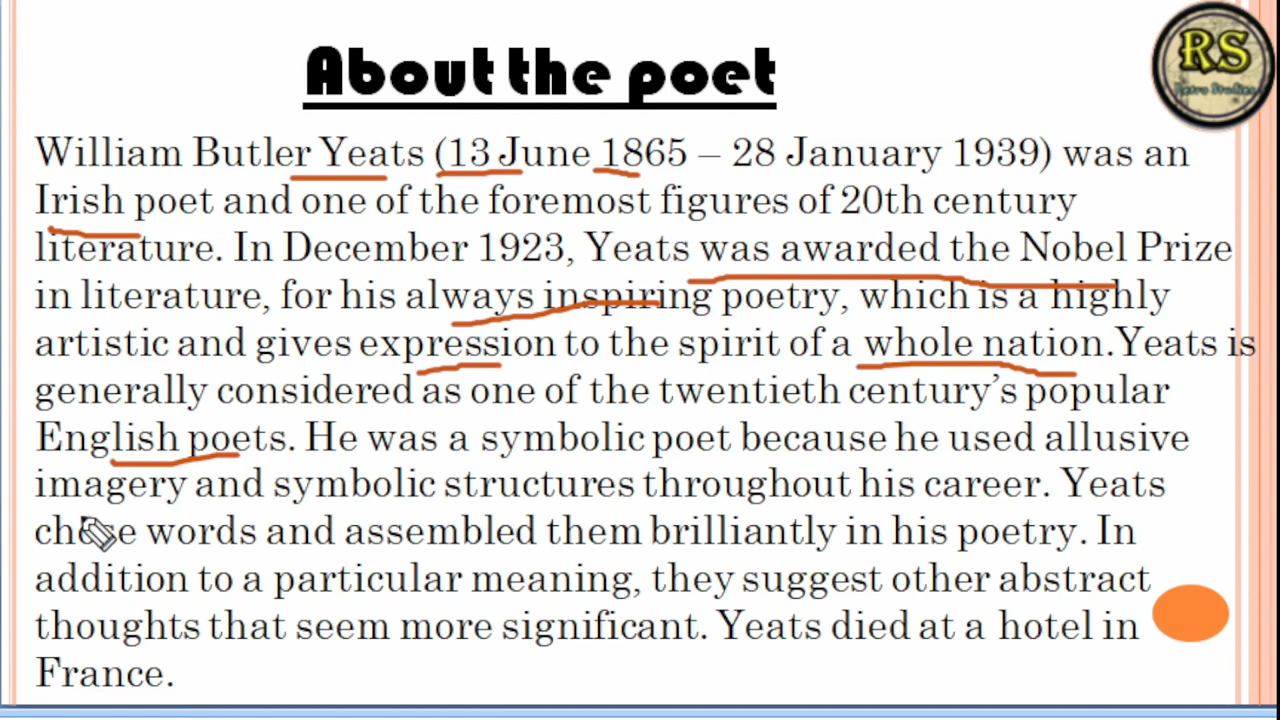 About the poet
RS
Retro Studies
William Butler Yeats (13 June 1865 – 28 January 1939) was an
Irish poet and one of the foremost figures of 20th century
literature. In December 1923, Yeats was awarded the Nobel Prize
in literature, for his always inspiring poetry, which is a highly
artistic and gives expression to the spirit of a whole nation.Yeats is
generally considered as one of the twentieth century’s popular
English poets. He was a symbolic poet because he used allusive
imagery and symbolic structures throughout his career. Yeats
chose words and assembled them brilliantly in his poetry. In
addition to a particular meaning, they suggest other abstract
thoughts that seem more significant. Yeats died at a hotel in
France.